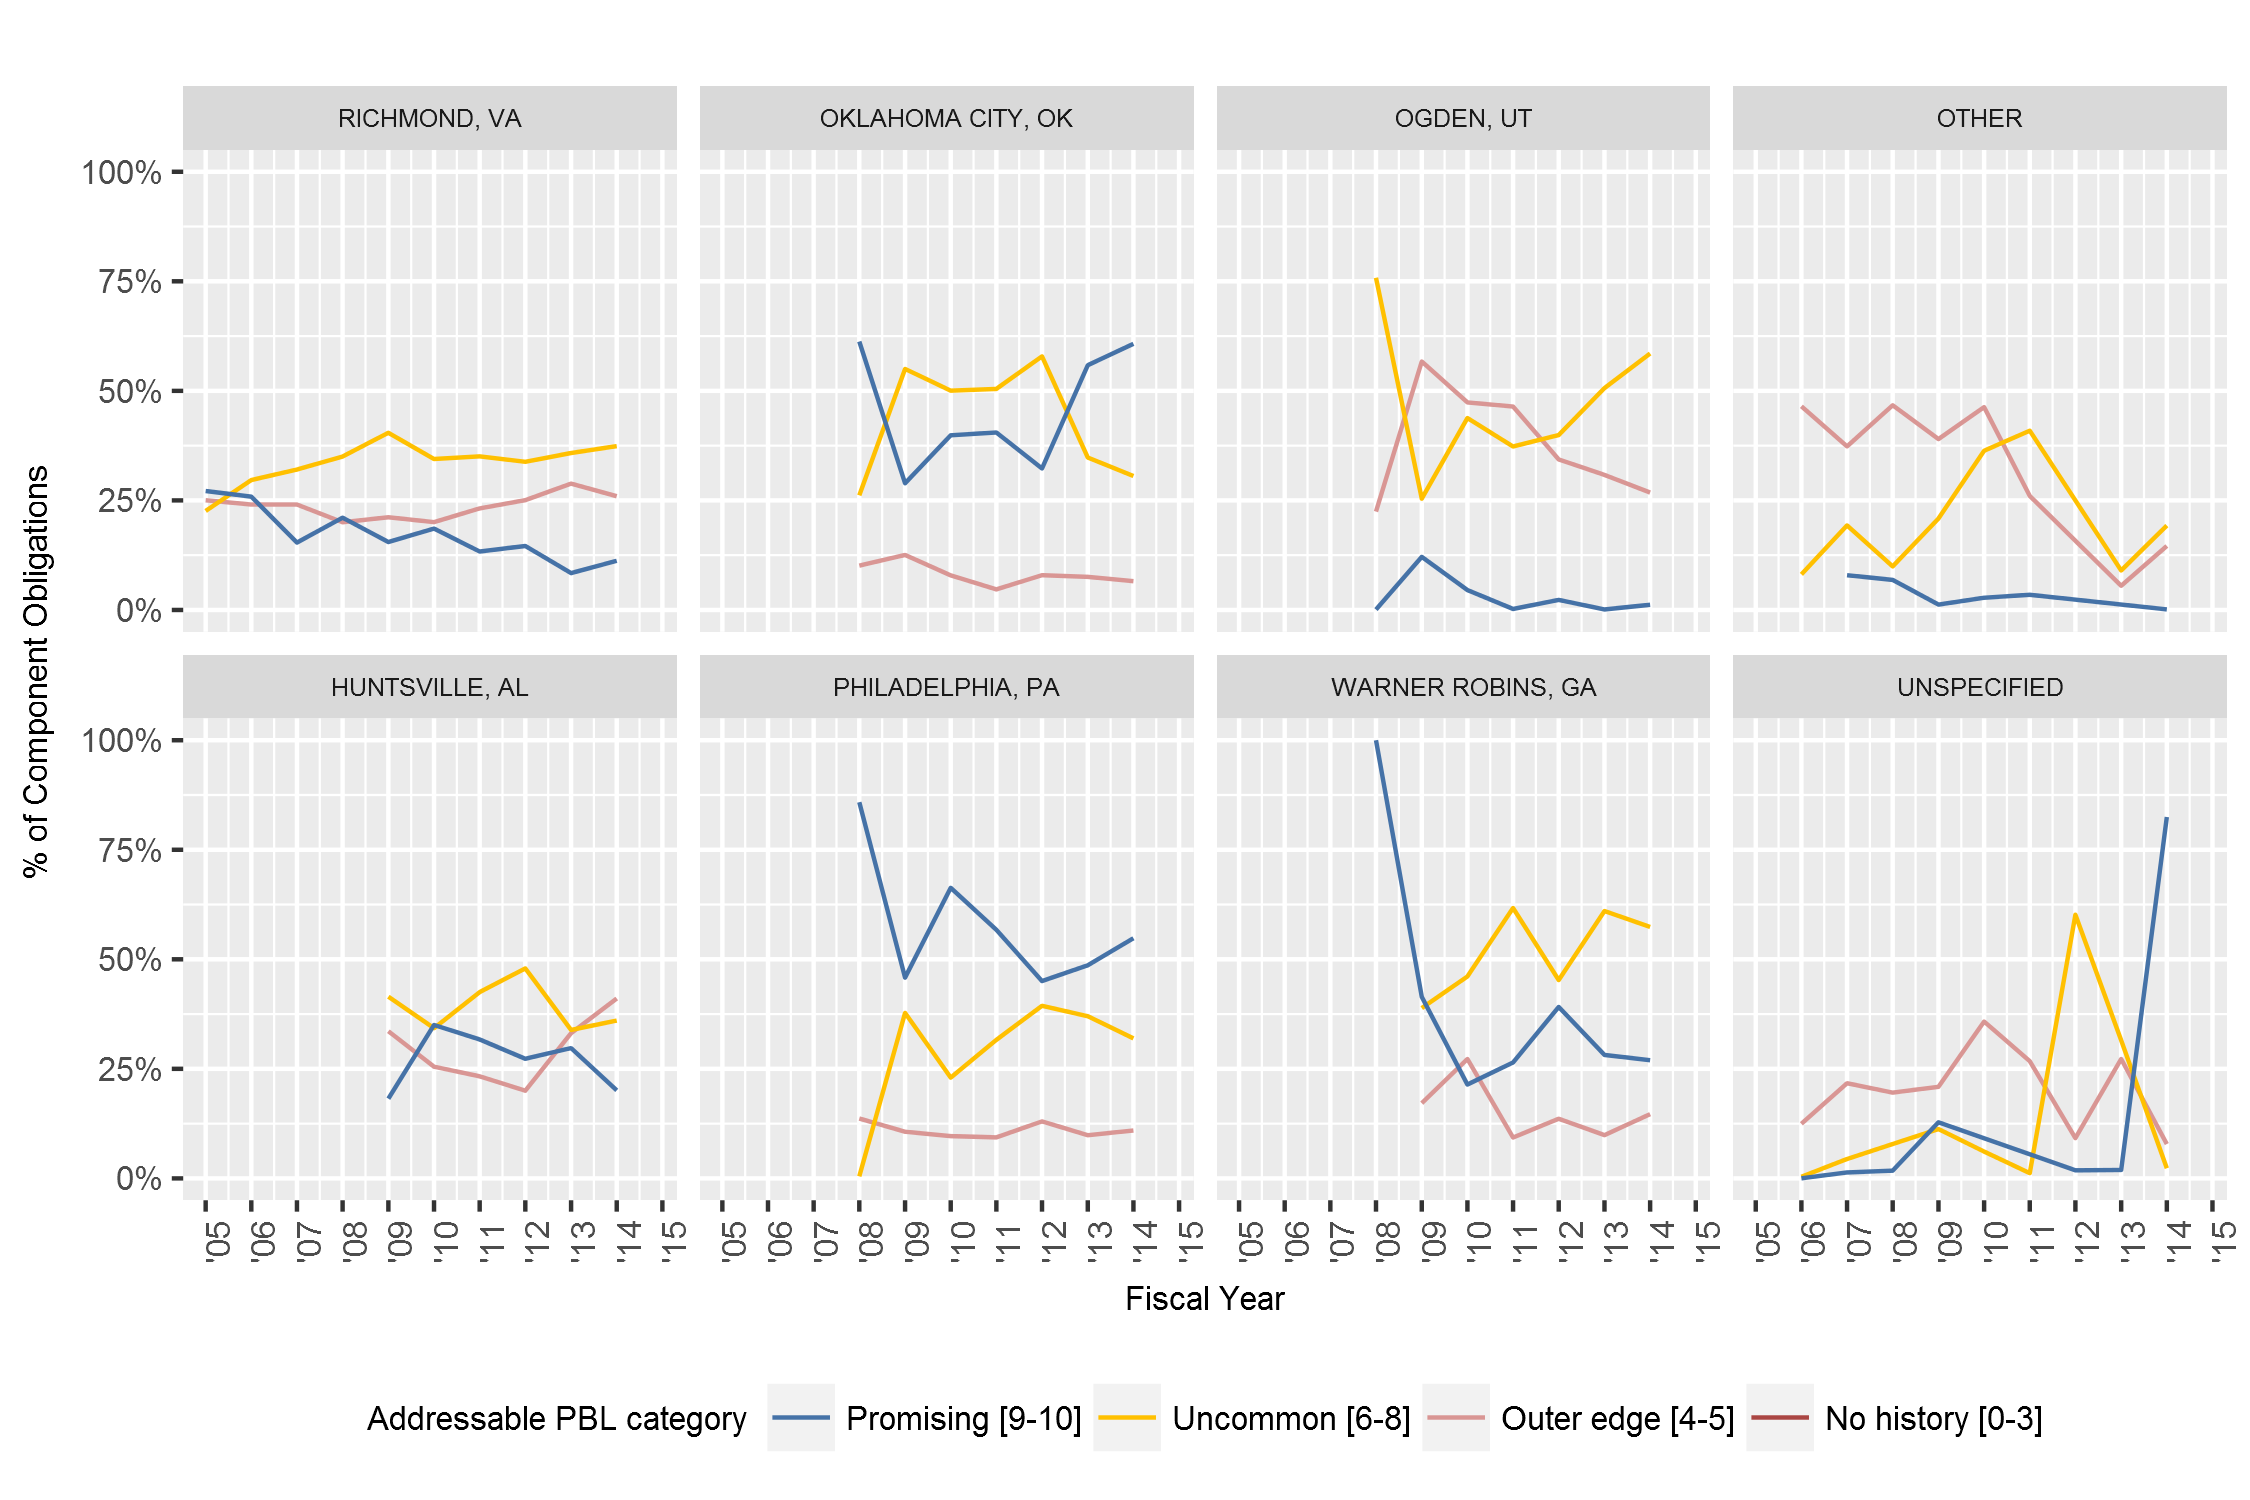 RICHMOND, VA
OKLAHOMA CITY, OK
OGDEN, UT
OTHER
100%
75%
50%
25%
0%
HUNTSVILLE, AL
PHILADELPHIA, PA
WARNER ROBINS, GA
UNSPECIFIED
100%
75%
50%
25%
0%
% of Component Obligations
'05 '06 '07 '08 '09 '10 '11 '12 '13 '14 '15
'05 '06 '07 '08 '09 '10 '11 '12 '13 '14 '15
'05 '06 '07 '08 '09 '10 '11 '12 '13 '14 '15
'05 '06 '07 '08 '09 '10 '11 '12 '13 '14 '15
Fiscal Year
Addressable PBL category Promising [9-10] Uncommon [6-8] Outer edge [4-5] No history [0-3]